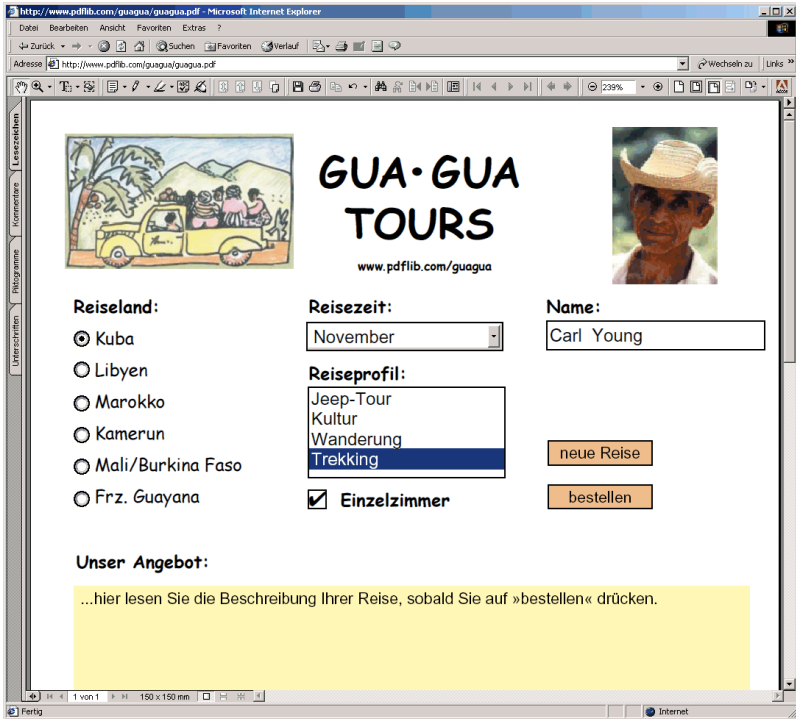 http://www.pdflib.com/guagua/guagua.pdf - Microsoft Internet Explorer
Datei Bearbeiten Ansicht Favoriten Extras ?
Zurück Suchen Favoriten Verlauf
Adresse http://www.pdflib.com/guagua/guagua.pdf Wechseln zu Links »
239%
Lesezeichen
Kommentare
Piktogramme
Unterschriften
GUA·GUA
TOURS
www.pdflib.com/guagua
Reiseland:
Kuba
Libyen
Marokko
Kamerun
Mali/Burkina Faso
Frz. Guayana
Reisezeit:
November
Reiseprofil:
Jeep-Tour
Kultur
Wanderung
Trekking
Einzelzimmer
Name:
Carl Young
neue Reise
bestellen
Unser Angebot:
...hier lesen Sie die Beschreibung Ihrer Reise, sobald Sie auf »bestellen« drücken.
1 von 1 150 x 150 mm
Fertig Internet